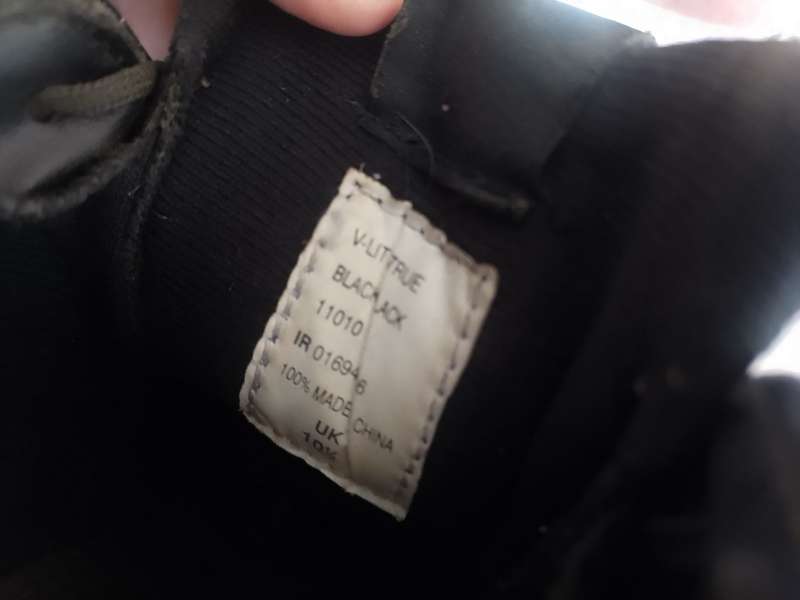 V-LITTRUE
BLACKJACK
11010
IR 016946
100% MADE CHINA
UK
10½